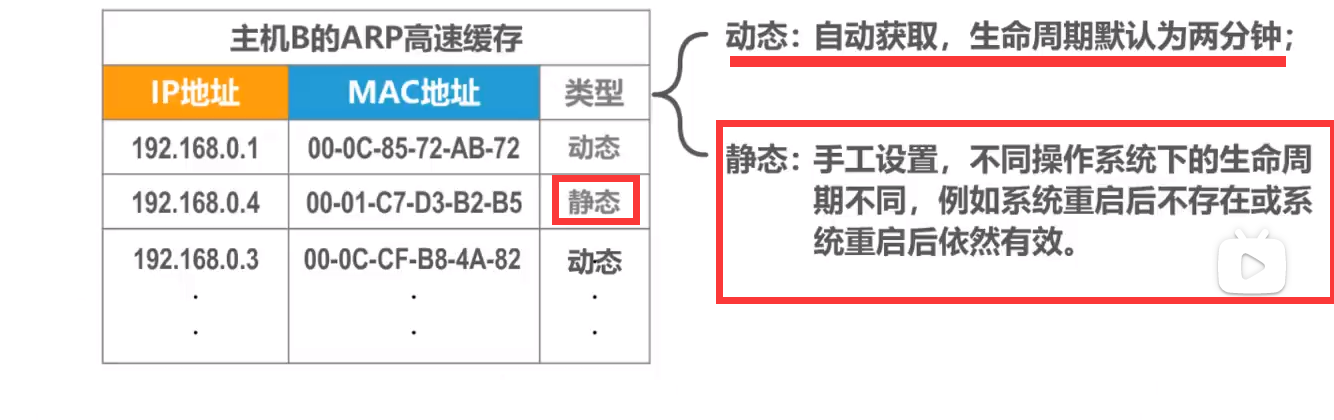 主机B的ARP高速缓存
IP地址 MAC地址 类型
192.168.0.1 00-0C-85-72-AB-72 动态
192.168.0.4 00-01-C7-D3-B2-B5 静态
192.168.0.3 00-0C-CF-B8-4A-82 动态
动态：自动获取，生命周期默认为两分钟；
静态：手工设置，不同操作系统下的生命周
期不同，例如系统重启后不存在或系
统重启后依然有效。